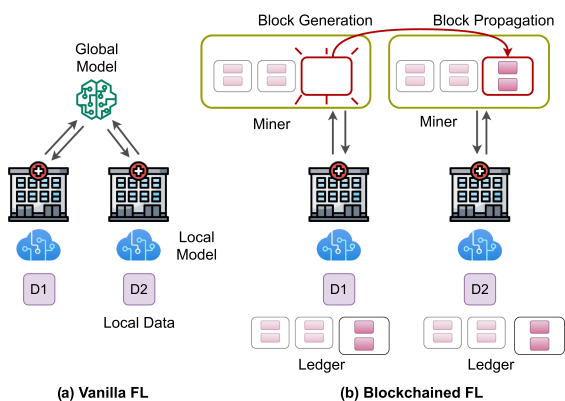 Global
Model
Local
Model
D1
D2
Local Data
(a) Vanilla FL
Block Generation
Block Propagation
Miner
Miner
D1
D2
Ledger
Ledger
(b) Blockchained FL